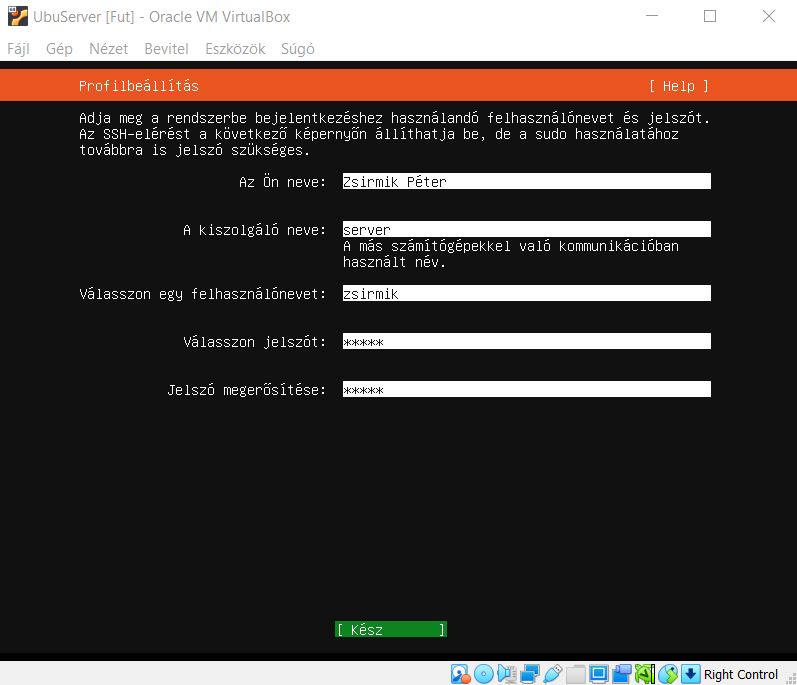 UbuServer [Fut] - Oracle VM VirtualBox
Fájl Gép Nézet Bevitel Eszközök Súgó
Profilbeállítás [ Help ]
Adja meg a rendszerbe bejelentkezéshez használandó felhasználónevet és jelszót.
Az SSH-elérést a következő képernyőn állíthatja be, de a sudo használatához
továbbra is jelszó szükséges.
Az Ön neve: Zsirmik Péter
A kiszolgáló neve: server
A más számítógépekkel való kommunikációban
használt név.
Válasszon egy felhasználónevet: zsirmik
Válasszon jelszót: *****
Jelszó megerősítése: *****
[ Kész ]
Right Control